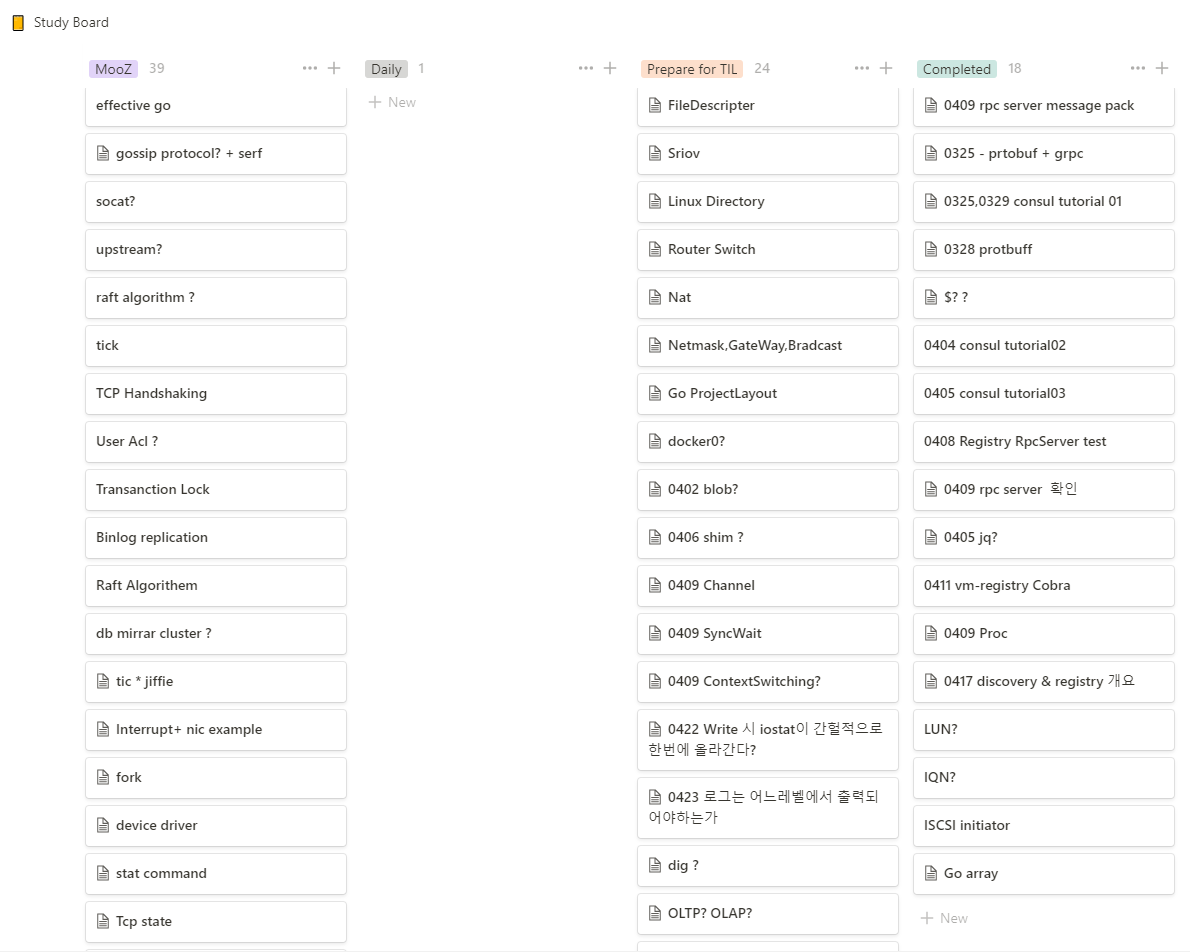 Study Board
MooZ 39
effective go
gossip protocol? + serf
socat?
upstream?
raft algorithm ?
tick
TCP Handshaking
User Acl ?
Transanction Lock
Binlog replication
Raft Algorithem
db mirrar cluster ?
tic * jiffie
Interrupt+ nic example
fork
device driver
stat command
Tcp state
Daily 1
New
Prepare for TIL 24
FileDescripter
Sriov
Linux Directory
Router Switch
Nat
Netmask,GateWay,Bradcast
Go ProjectLayout
docker0?
0402 blob?
0406 shim ?
0409 Channel
0409 SyncWait
0409 ContextSwitching?
0422 Write 시 iostat이 간헐적으로
한번에 올라간다?
0423 로그는 어느레벨에서 출력되
어야하는가
dig ?
OLTP? OLAP?
Completed 18
0409 rpc server message pack
0325 - prtobuf + grpc
0325,0329 consul tutorial 01
0328 protbuff
$? ?
0404 consul tutorial02
0405 consul tutorial03
0408 Registry RpcServer test
0409 rpc server 확인
0405 jq?
0411 vm-registry Cobra
0409 Proc
0417 discovery & registry 개요
LUN?
IQN?
ISCSI initiator
Go array
New